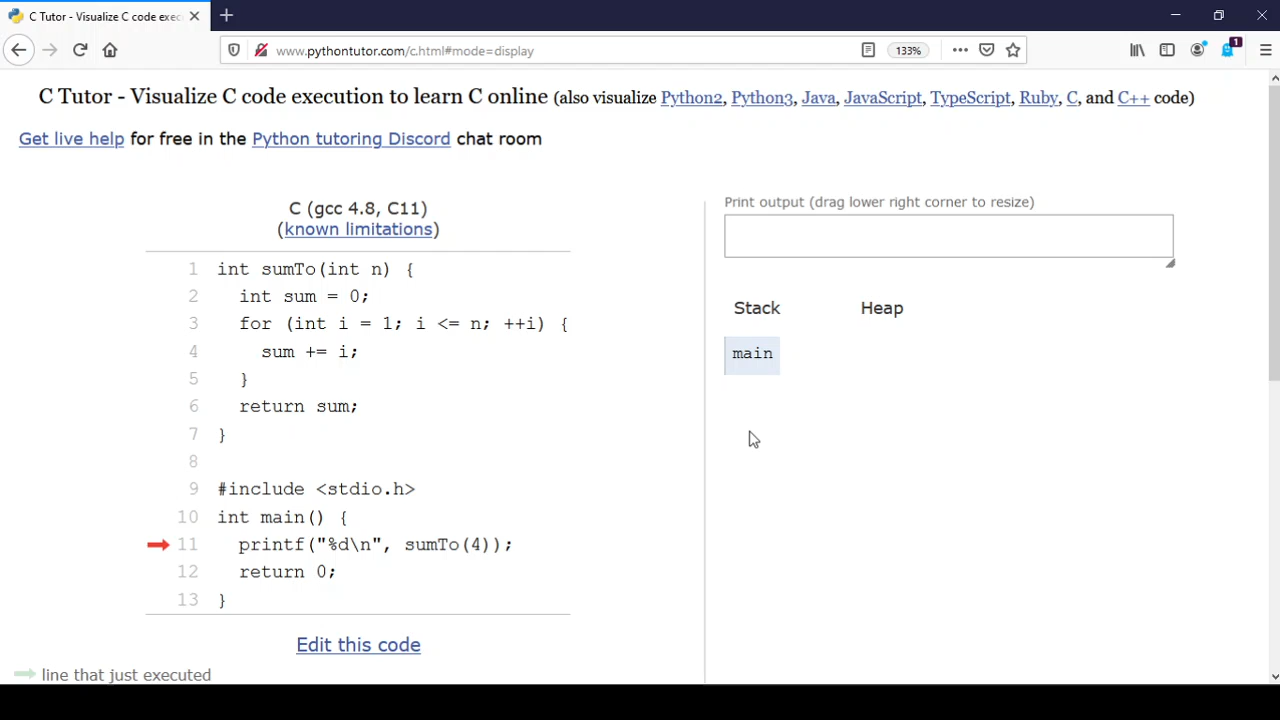 C Tutor - Visualize C code exec
www.pythontutor.com/c.html#mode=display
133%
1
C Tutor - Visualize C code execution to learn C online (also visualize Python2, Python3, Java, JavaScript, TypeScript, Ruby, C, and C++ code)
Get live help for free in the Python tutoring Discord chat room
C (gcc 4.8, C11)
(known limitations)
1 int sumTo(int n) {
2 int sum = 0;
3 for (int i = 1; i <= n; ++i) {
4 sum += i;
5 }
6 return sum;
7 }
8
9 #include <stdio.h>
10 int main() {
11 printf("%d\n", sumTo(4));
12 return 0;
13 }
Edit this code
line that just executed
Print output (drag lower right corner to resize)
Stack Heap
main